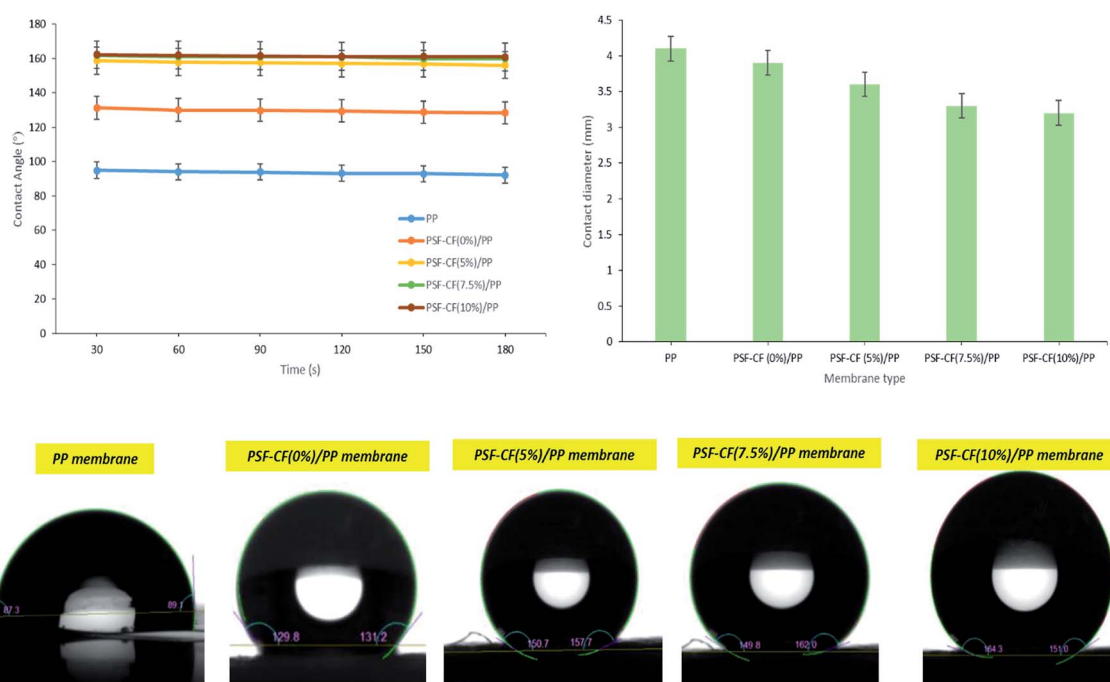 180
160
140
120
100
80
60
40
20
0
Contact Angle (°)
30 60 90 120 150 180
Time (s)
PP
PSF-CF(0%)/PP
PSF-CF(5%)/PP
PSF-CF(7.5%)/PP
PSF-CF(10%)/PP
4.5
4
3.5
3
2.5
2
1.5
1
0.5
0
Contact diameter (mm)
PP PSF-CF (0%)/PP PSF-CF (5%)/PP PSF-CF(7.5%)/PP PSF-CF(10%)/PP
Membrane type
PP membrane
PSF-CF(0%)/PP membrane
PSF-CF(5%)/PP membrane
PSF-CF(7.5%)/PP membrane
PSF-CF(10%)/PP membrane
87.3 89.1
129.8 131.2
150.7 157.7
149.8 162.0
164.3 151.0